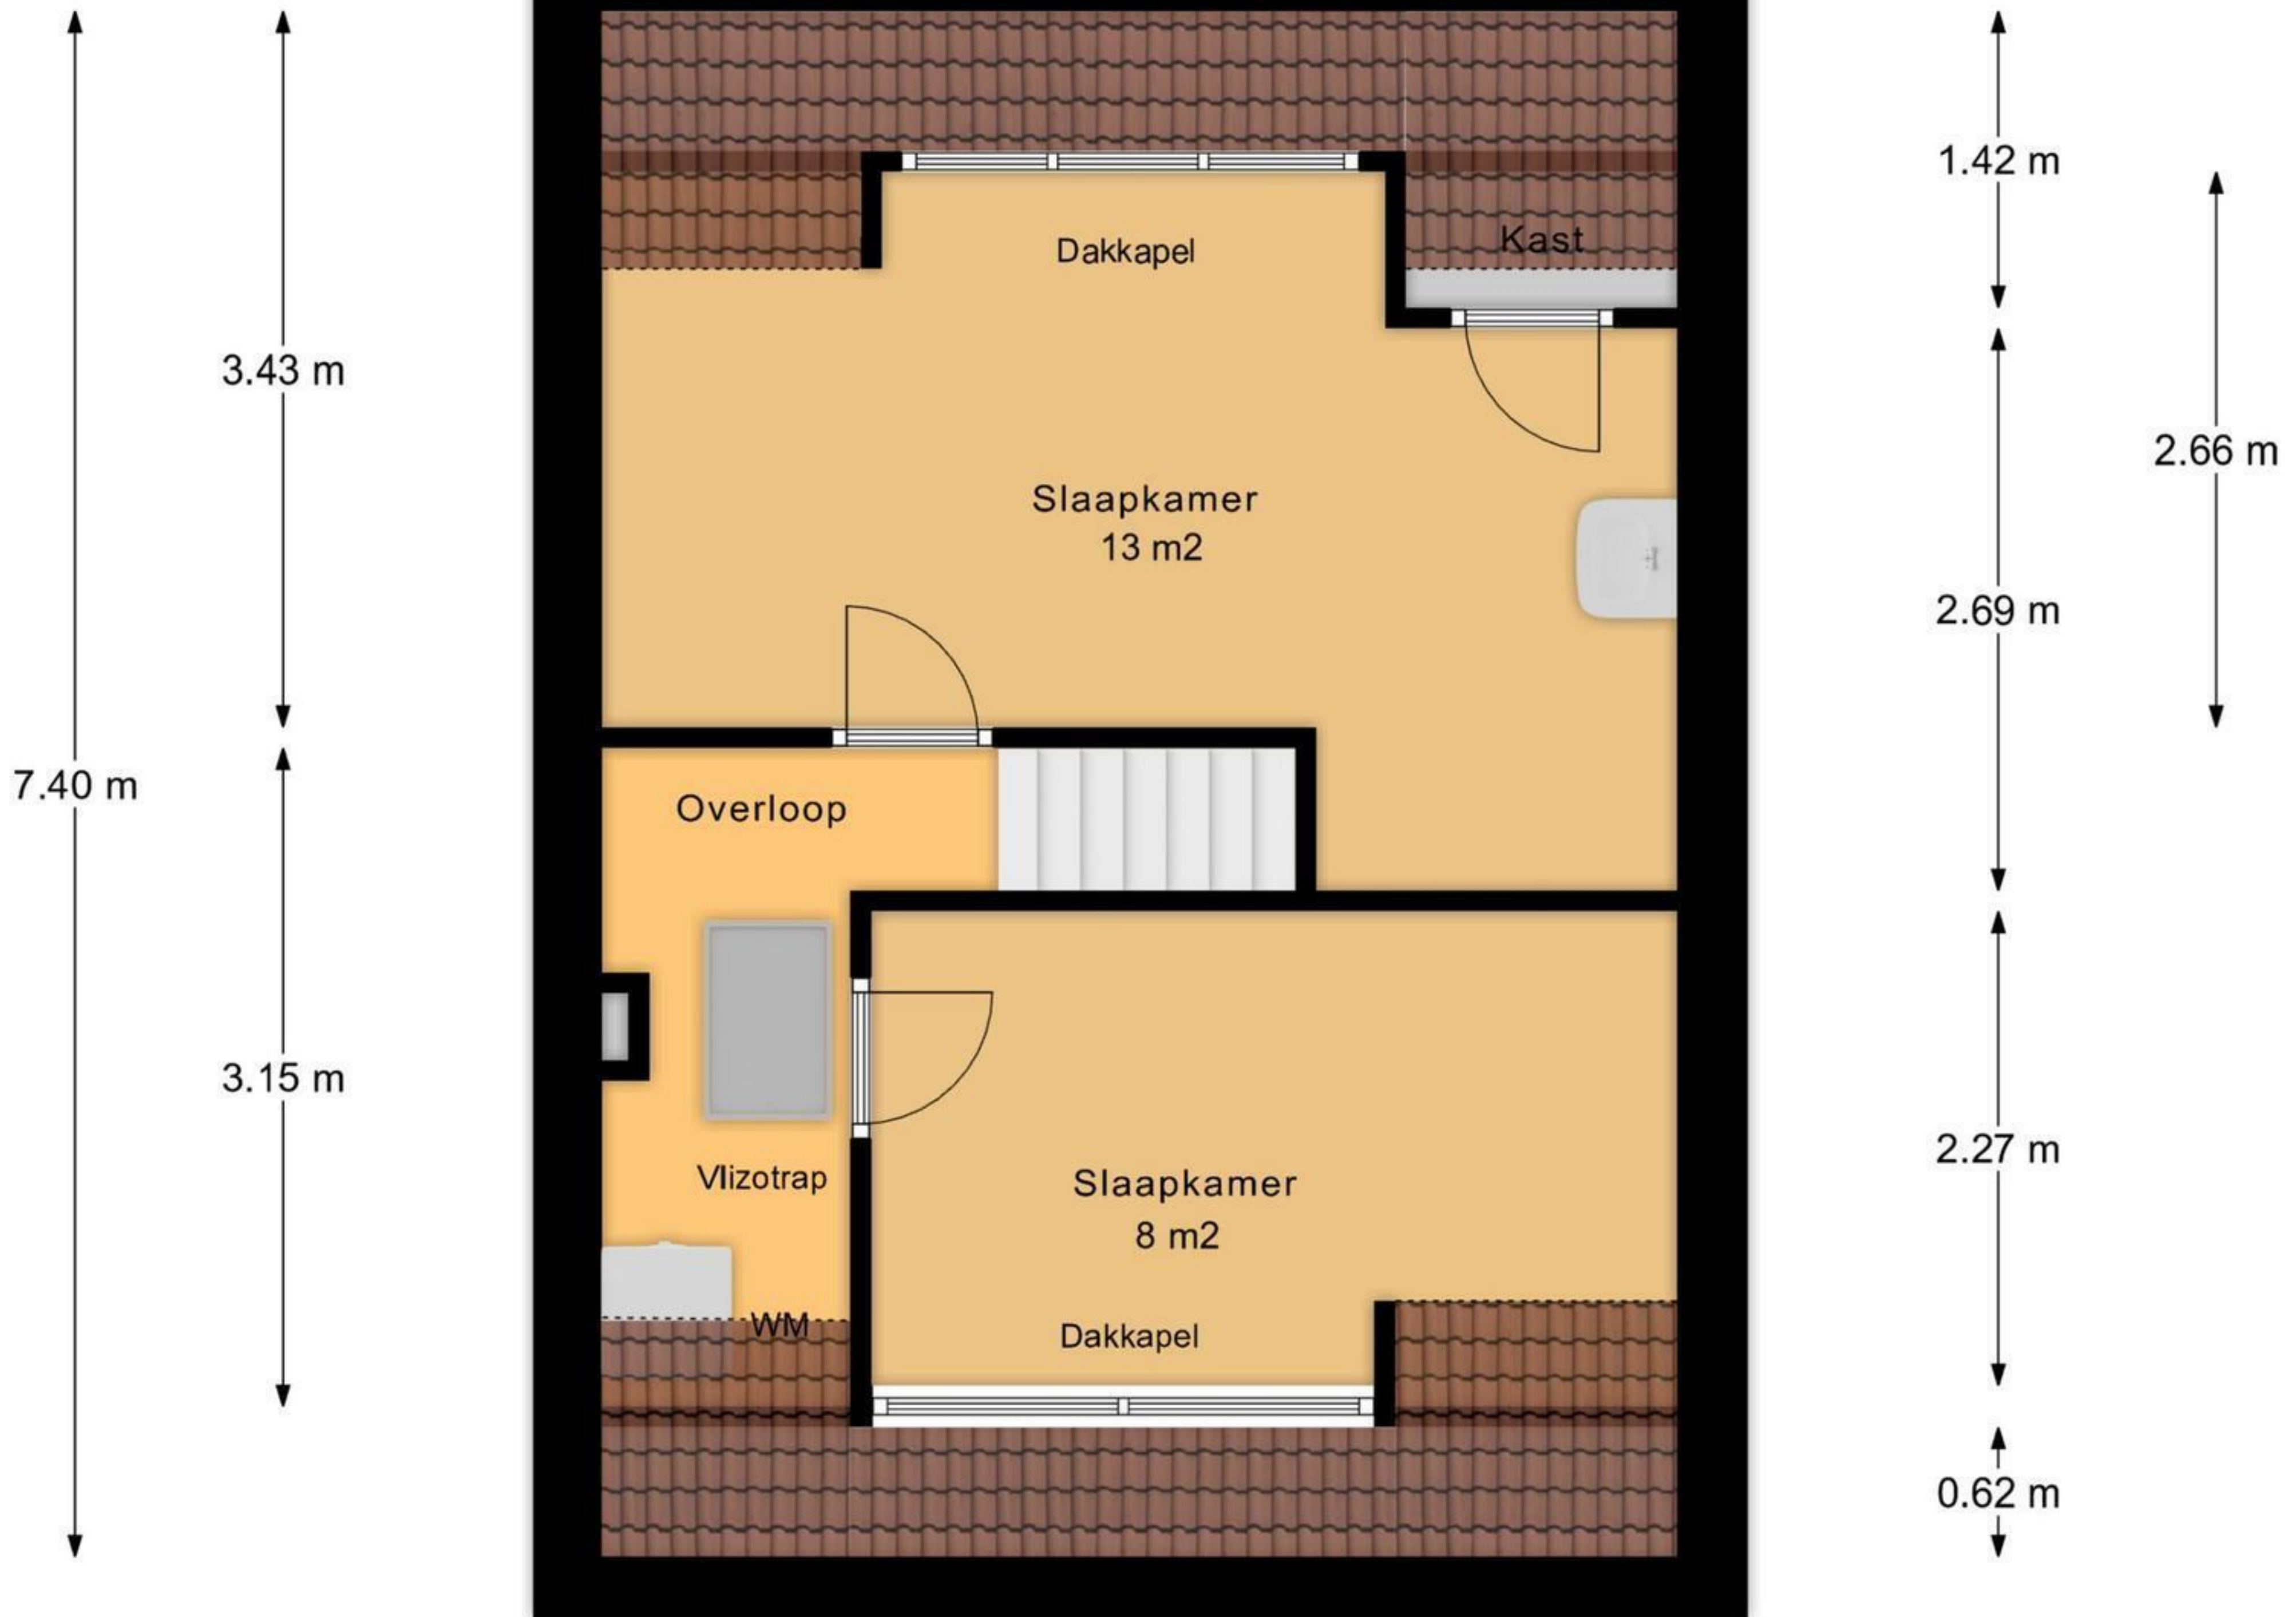 1.42 m
Dakkapel
Kast
3.43 m
2.66 m
Slaapkamer
13 m2
2.69 m
7.40 m
Overloop
3.15 m
2.27 m
Vlizotrap
Slaapkamer
8 m2
WM
Dakkapel
0.62 m